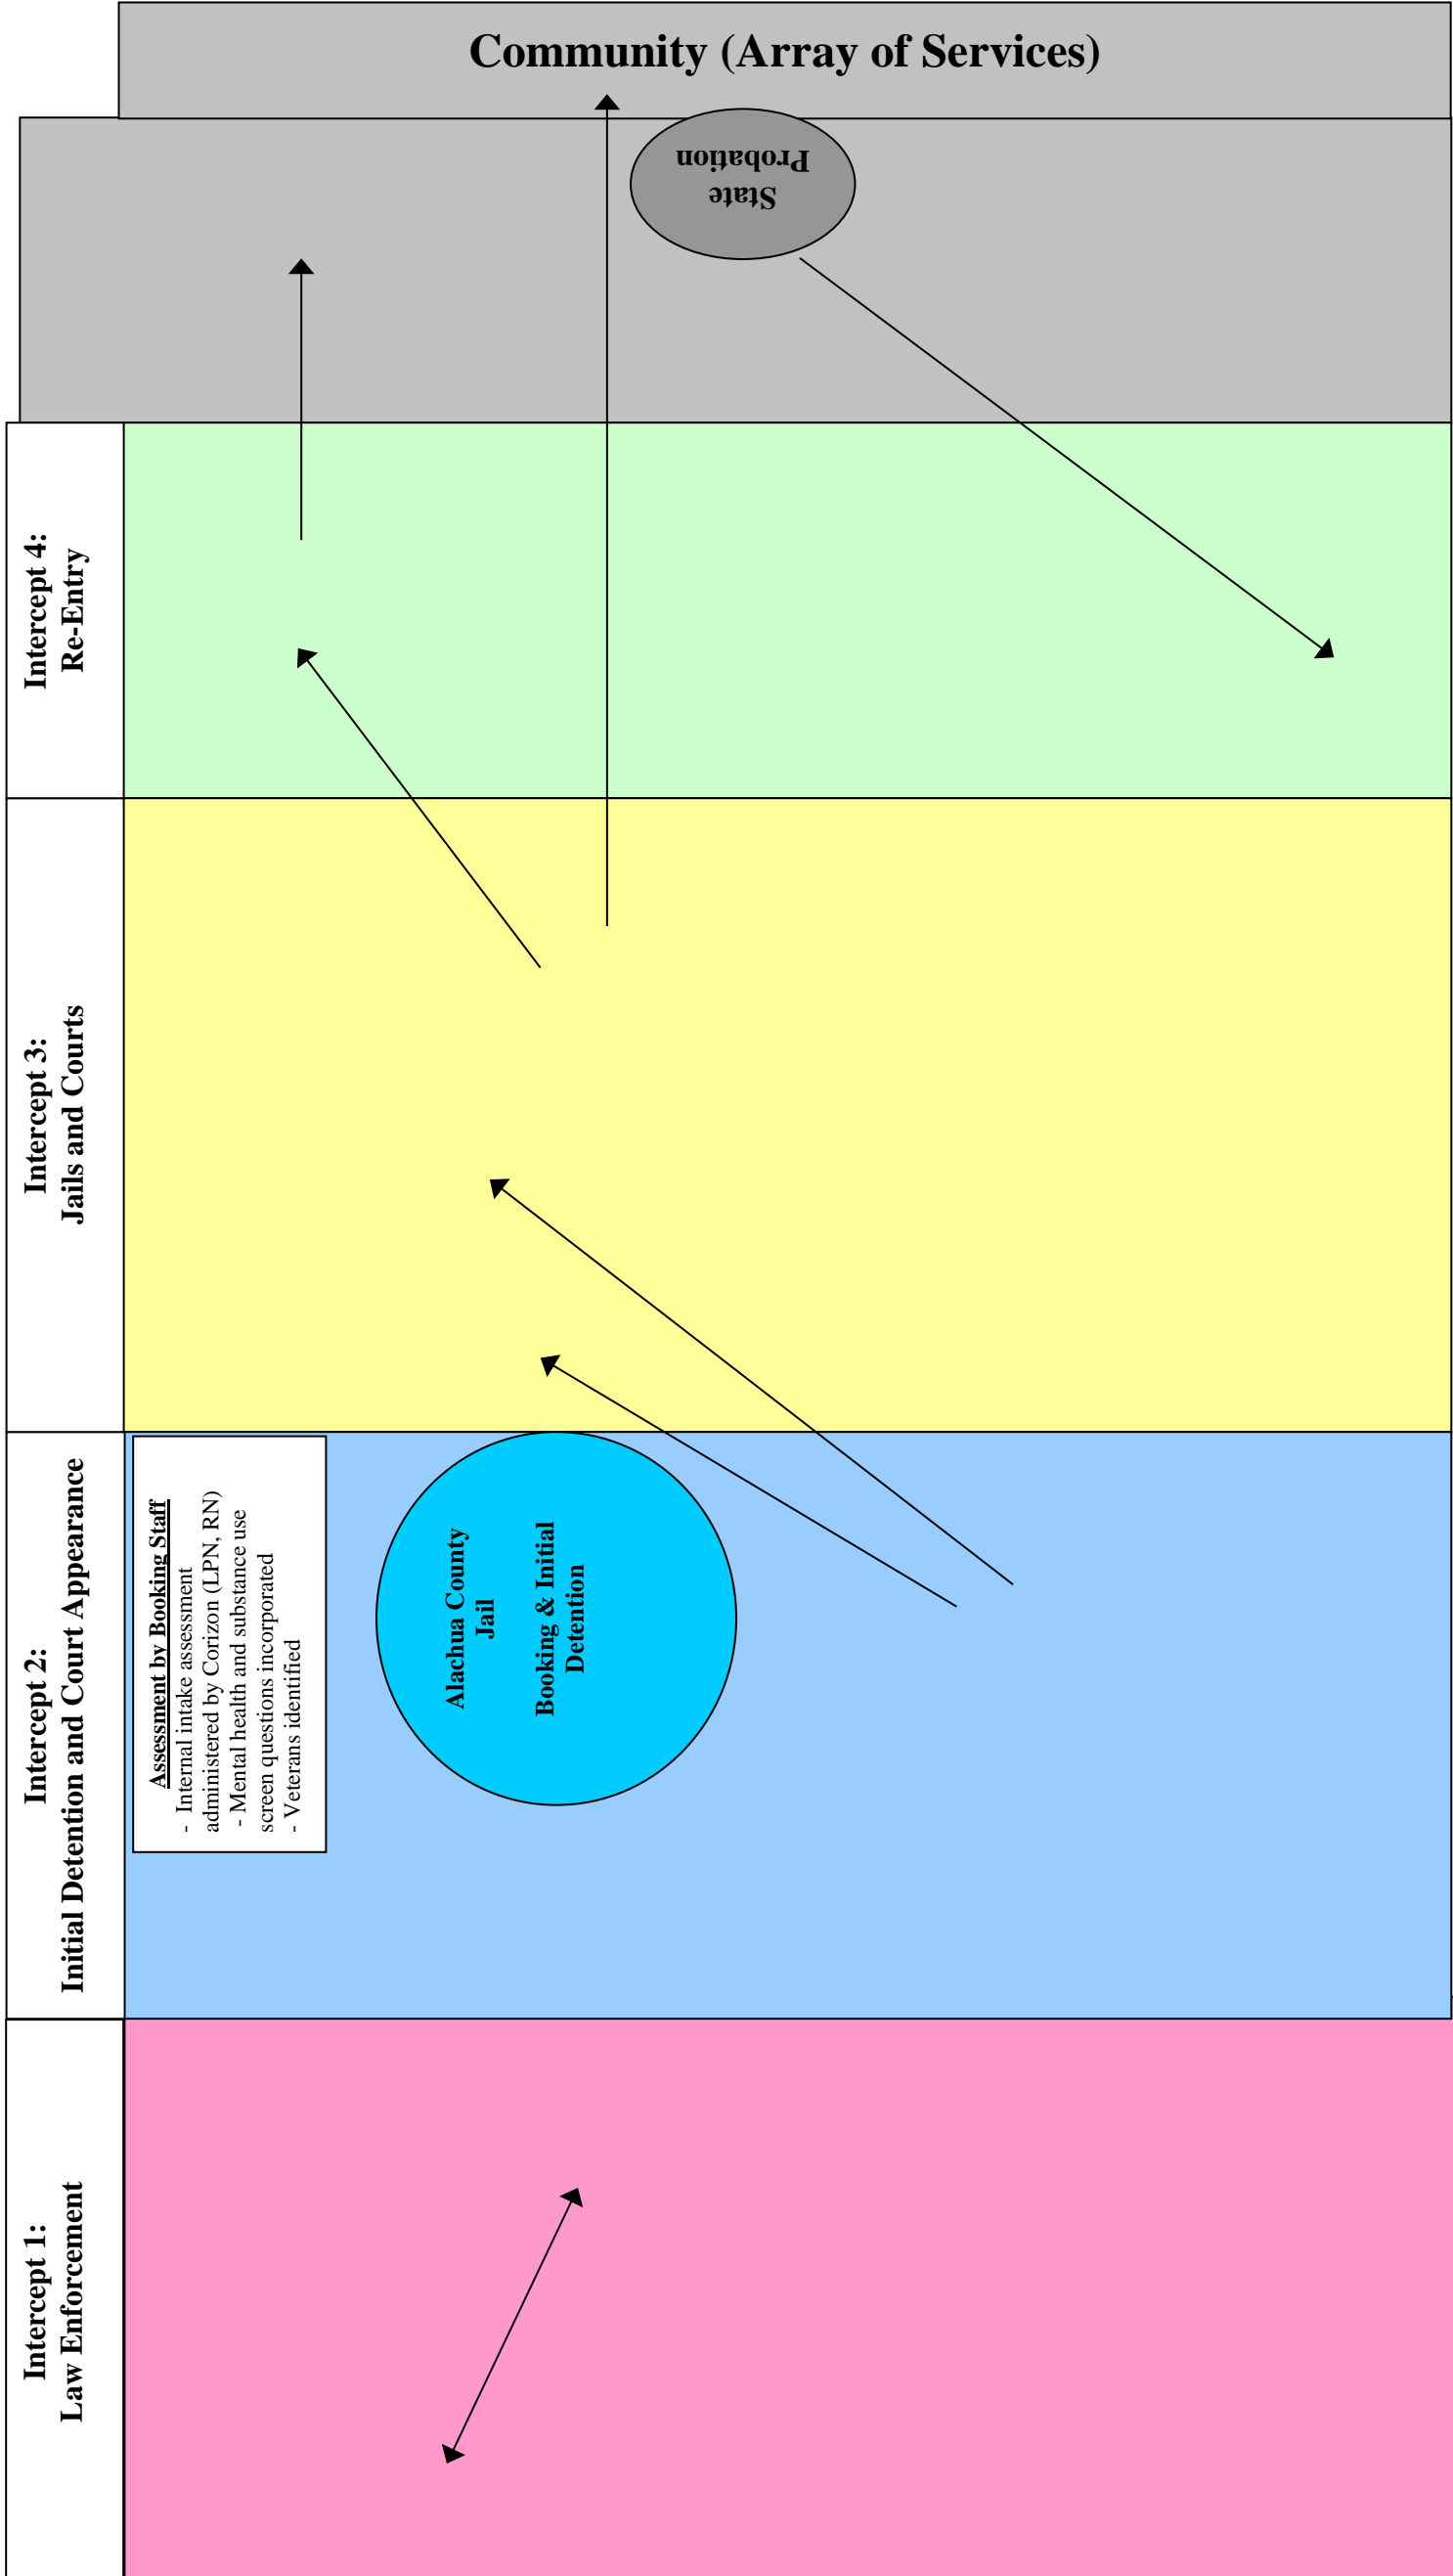 Community (Array of Services)
State
Probation
Intercept 4:
Re-Entry
Intercept 3:
Jails and Courts
Intercept 2:
Initial Detention and Court Appearance
Assessment by Booking Staff
- Internal intake assessment
administered by Corizon (LPN, RN)
- Mental health and substance use
screen questions incorporated
- Veterans identified
Alachua County
Jail
Booking & Initial
Detention
Intercept 1:
Law Enforcement